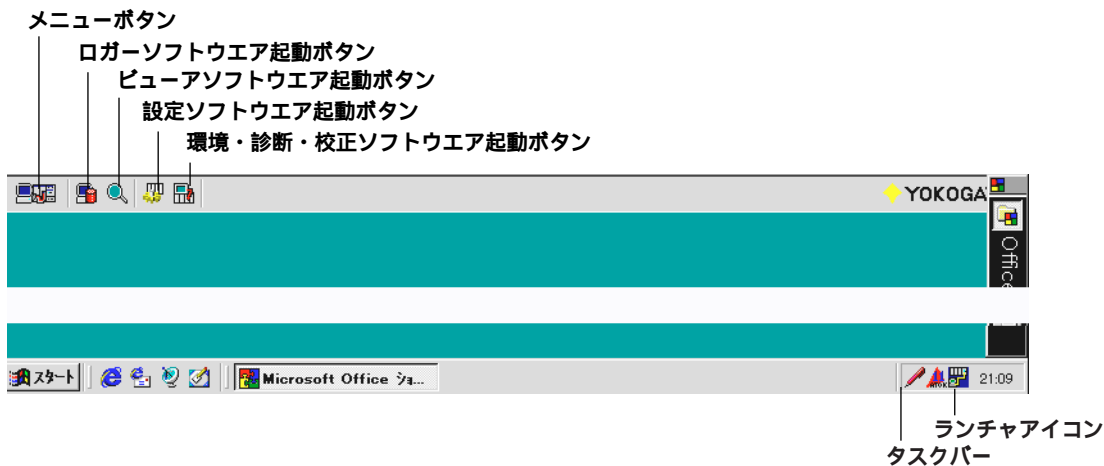 メニューボタン
ロガーソフトウエア起動ボタン
ビューアソフトウエア起動ボタン
設定ソフトウエア起動ボタン
環境・診断・校正ソフトウエア起動ボタン
YOKOGA
Office
スタート
Microsoft Office ショ...
21:09
ランチャアイコン
タスクバー